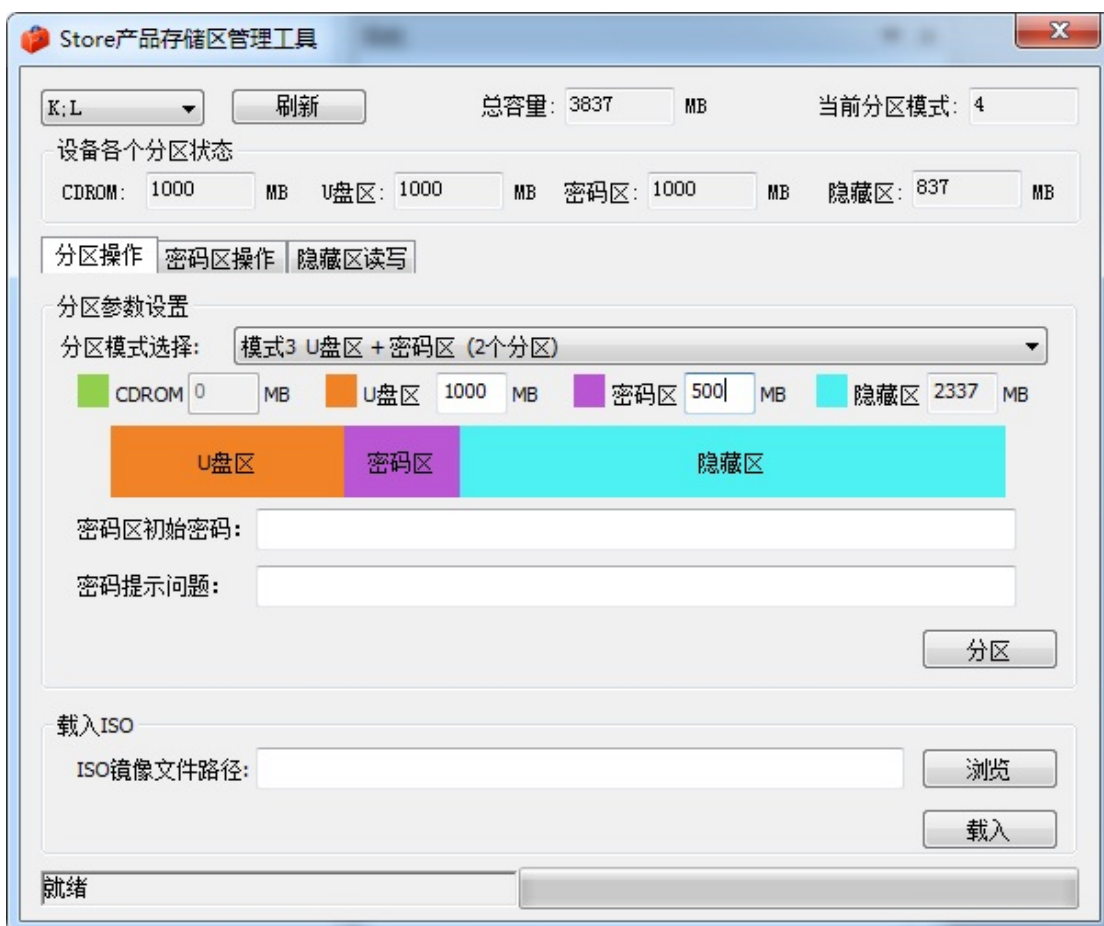 Store产品存储区管理工具
K:L 刷新 总容量: 3837 MB 当前分区模式: 4
设备各个分区状态
CDROM: 1000 MB U盘区: 1000 MB 密码区: 1000 MB 隐藏区: 837 MB
分区操作 密码区操作 隐藏区读写
分区参数设置
分区模式选择: 模式3 U盘区 + 密码区 (2个分区)
CDROM 0 MB U盘区 1000 MB 密码区 500 MB 隐藏区 2337 MB
U盘区 密码区 隐藏区
密码区初始密码:
密码提示问题:
分区
载入ISO
ISO镜像文件路径: 浏览
载入
就绪